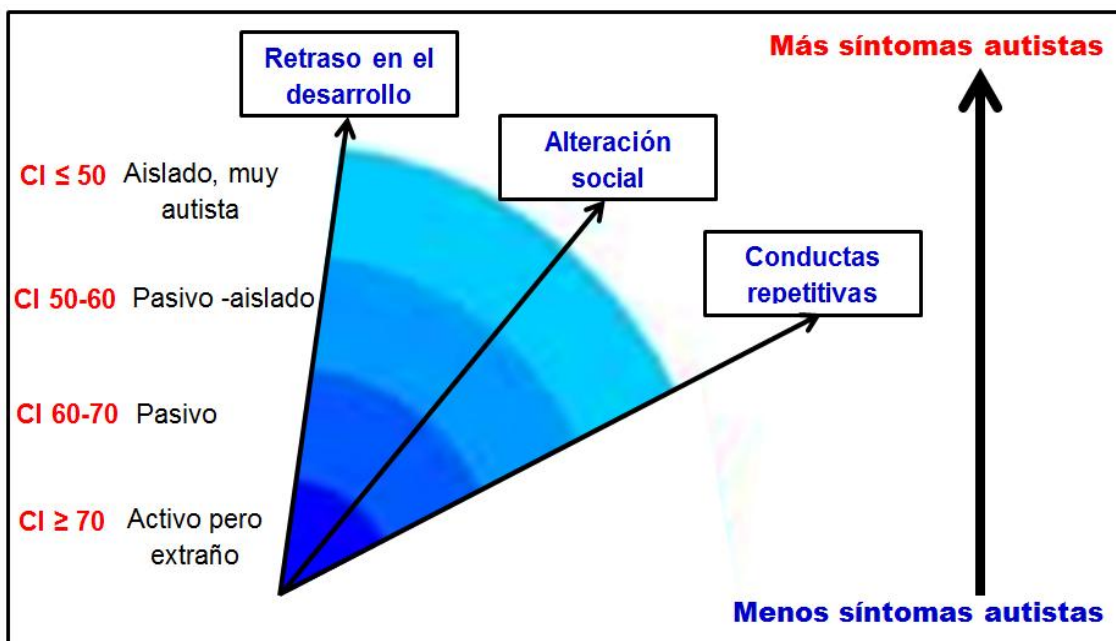 Retraso en el
desarrollo
Más síntomas autistas
Alteración
social
CI ≤ 50 Aislado, muy
autista
Conductas
repetitivas
CI 50-60 Pasivo -aislado
CI 60-70 Pasivo
CI ≥ 70 Activo pero
extraño
Menos síntomas autistas